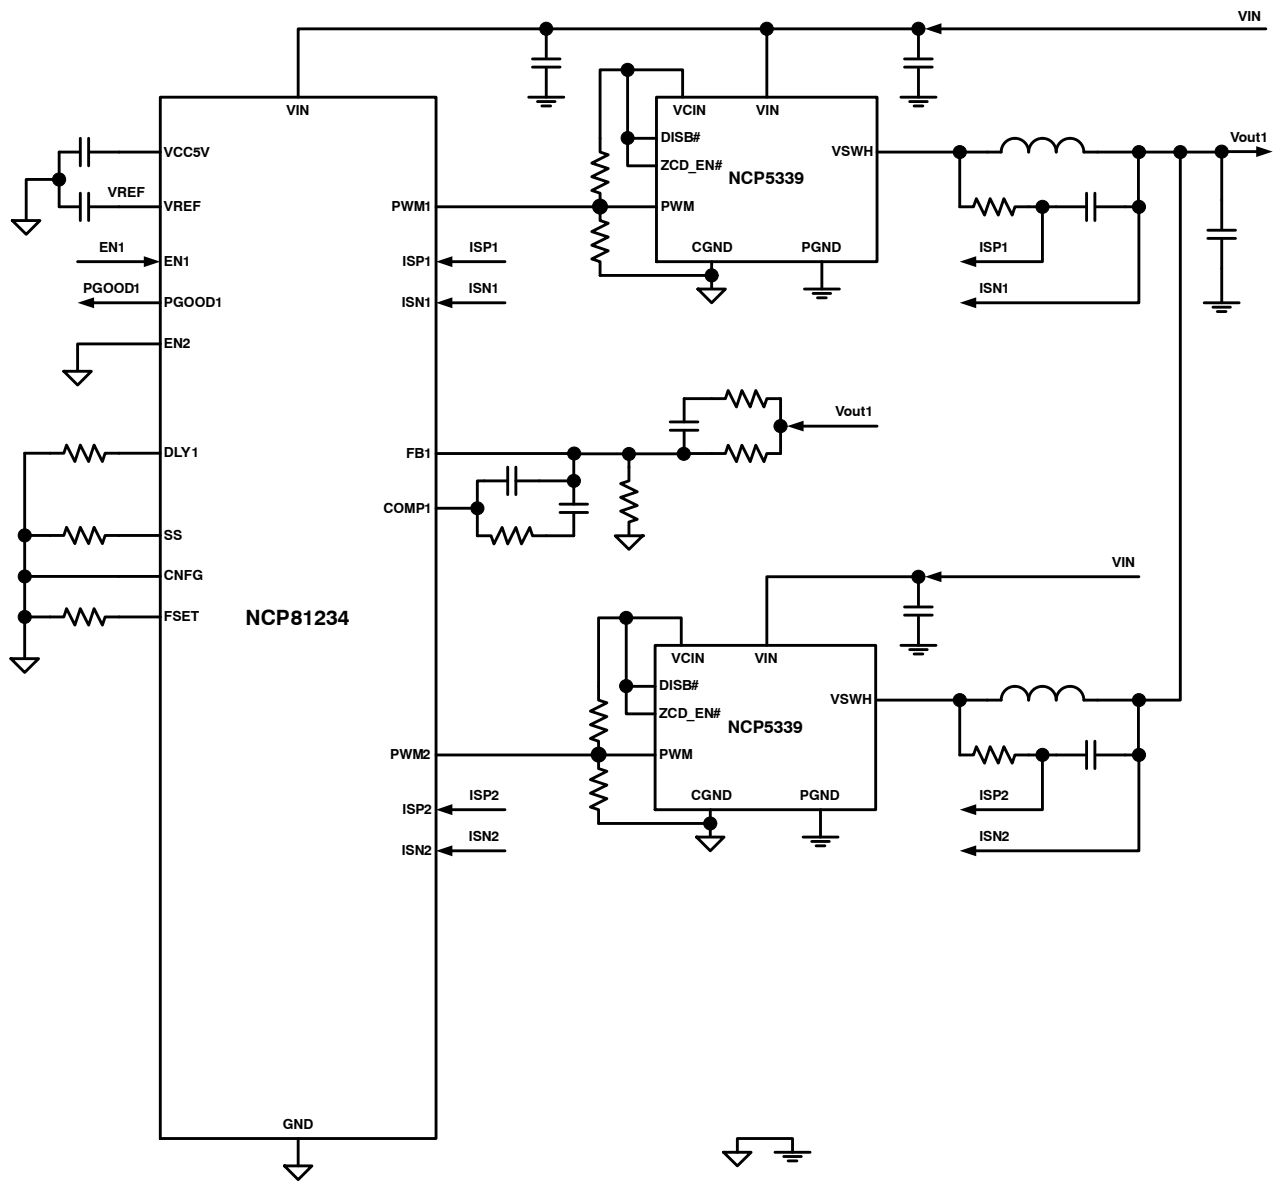 VIN
VIN
VCIN
VIN
DISB#
ZCD_EN#
NCP5339
VSWH
Vout1
VCC5V
VREF
VREF
PWM1
PWM
EN1
EN1
ISP1
ISP1
CGND
PGND
ISP1
PGOOD1
PGOOD1
ISN1
ISN1
ISN1
EN2
Vout1
DLY1
FB1
COMP1
SS
CNFG
FSET
NCP81234
VIN
VCIN
VIN
DISB#
ZCD_EN#
NCP5339
VSWH
PWM2
PWM
ISP2
ISP2
CGND
PGND
ISP2
ISN2
ISN2
ISN2
GND